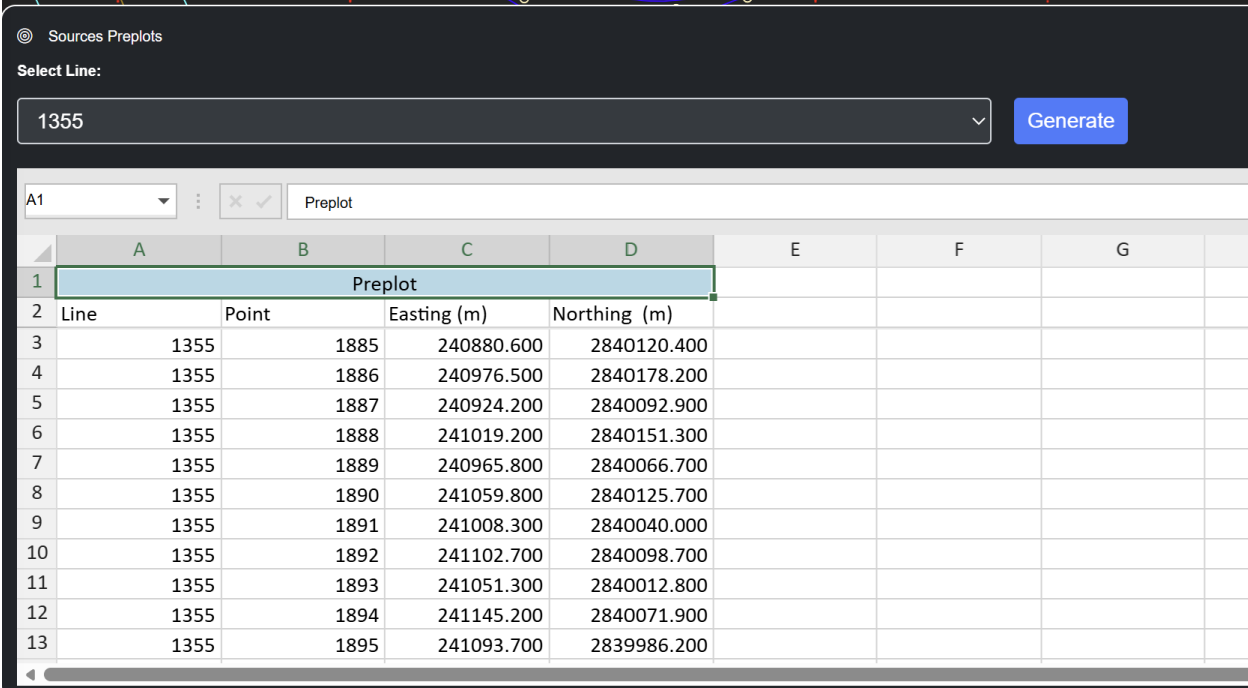 Sources Preplots
Select Line:
1355
Generate
A1 Preplot
A B C D E F G
1 Preplot
2 Line Point Easting (m) Northing  (m)
3 1355 1885 240880.600 2840120.400
4 1355 1886 240976.500 2840178.200
5 1355 1887 240924.200 2840092.900
6 1355 1888 241019.200 2840151.300
7 1355 1889 240965.800 2840066.700
8 1355 1890 241059.800 2840125.700
9 1355 1891 241008.300 2840040.000
10 1355 1892 241102.700 2840098.700
11 1355 1893 241051.300 2840012.800
12 1355 1894 241145.200 2840071.900
13 1355 1895 241093.700 2839986.200